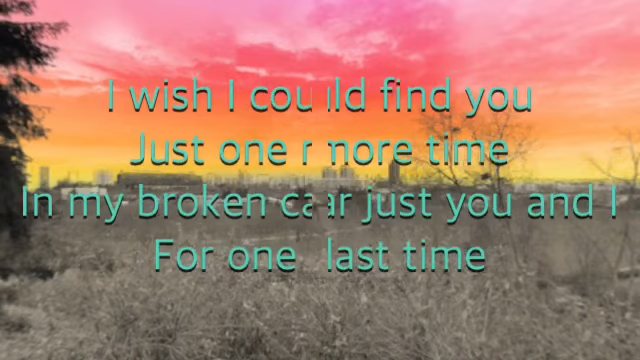 I wish I could find you
Just one more time
In my broken car just you and I
For one last time